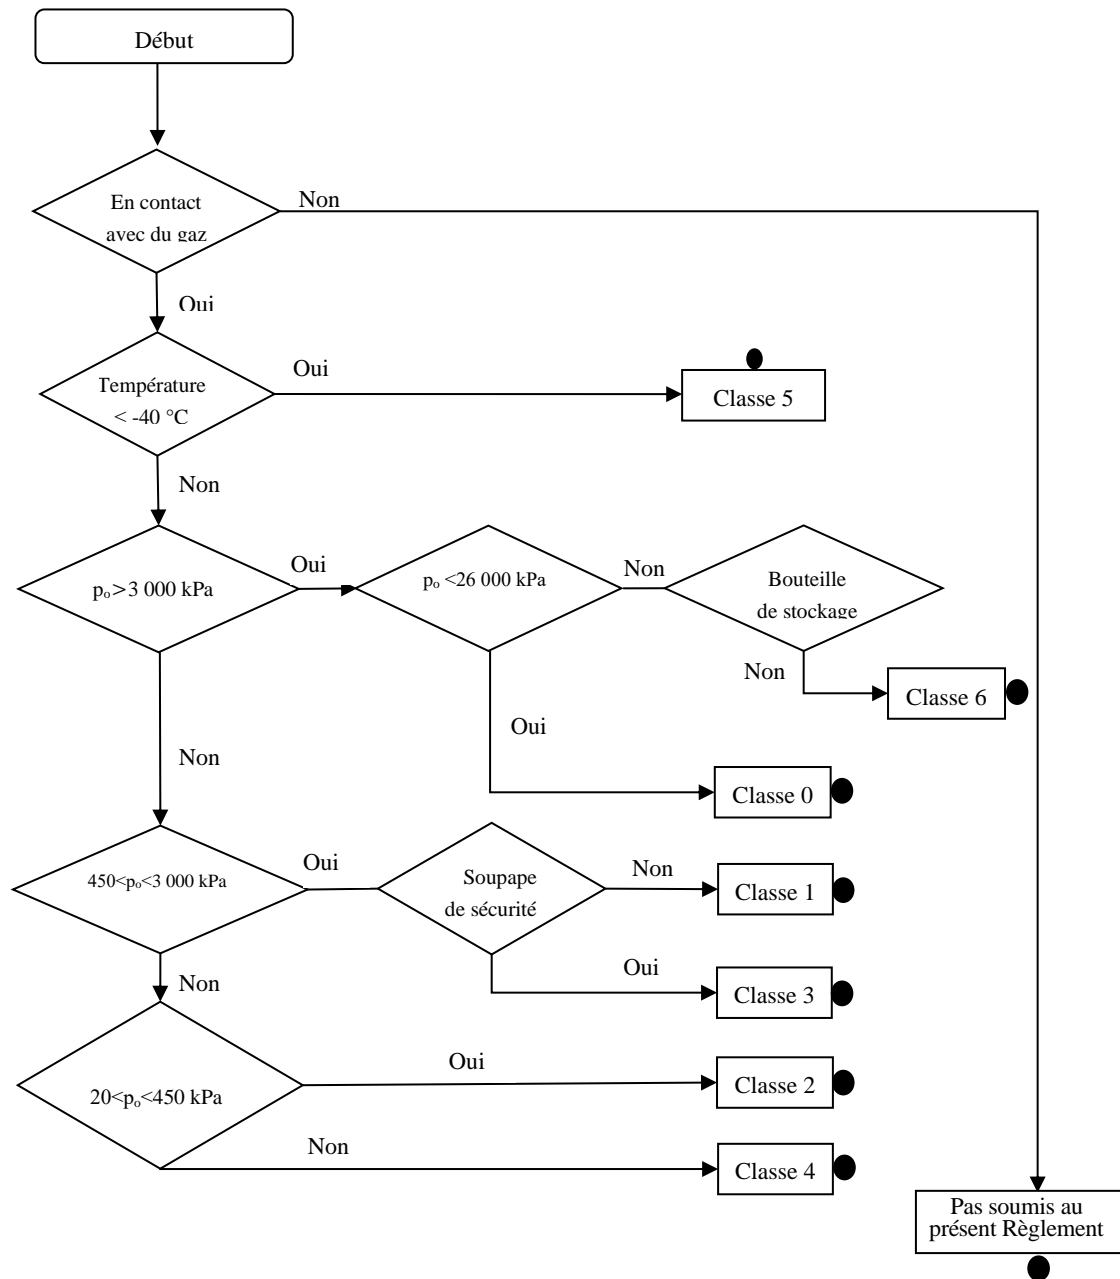 Début
En contact
avec du gaz
Non
Oui
Température
< -40 °C
Oui
Classe 5
Non
pₒ>3 000 kPa
Oui
pₒ <26 000 kPa
Non
Bouteille
de stockage
Non
Classe 6
Oui
Non
Classe 0
450<pₒ<3 000 kPa
Oui
Soupape
de sécurité
Non
Classe 1
Oui
Classe 3
Non
20<pₒ<450 kPa
Oui
Classe 2
Non
Classe 4
Pas soumis au
présent Règlement